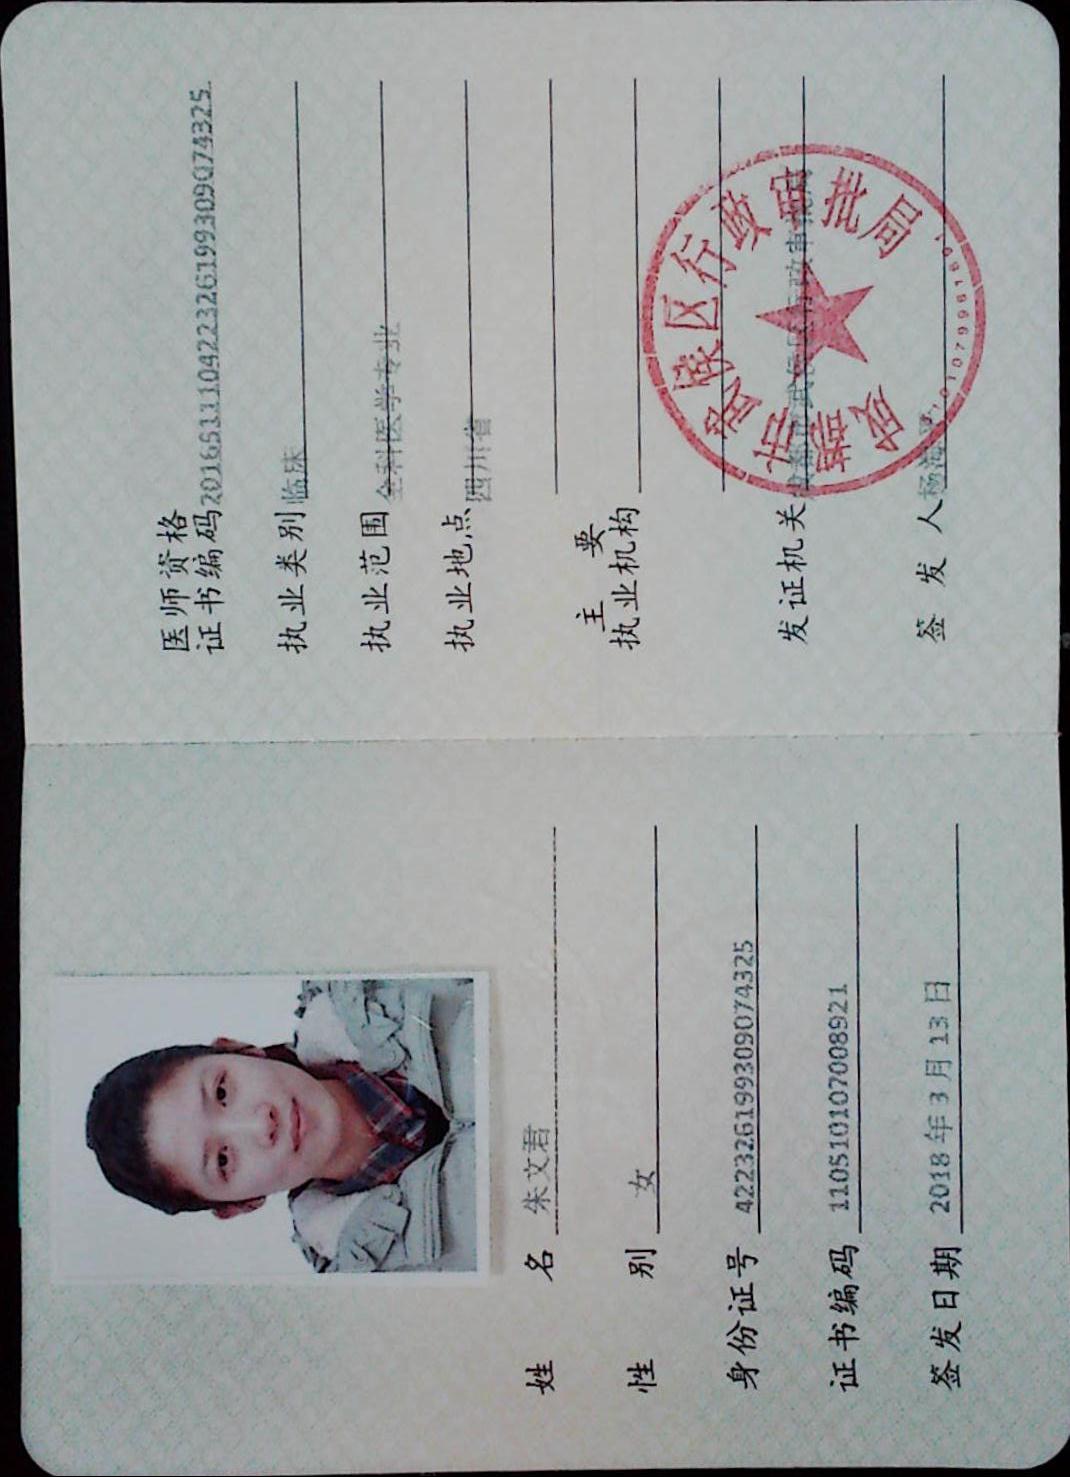 姓名 朱文君
性别 女
身份证号 422326199309074325
证书编码 110510107008921
签发日期 2018年3月13日
医师资格
证书编码 201651110422326199309074325
执业类别 临床
执业范围 全科医学专业
执业地点 四川省
主要
执业机构
发证机关 成都市武侯区行政审批局
签发人 杨海
成都市武侯区行政审批局